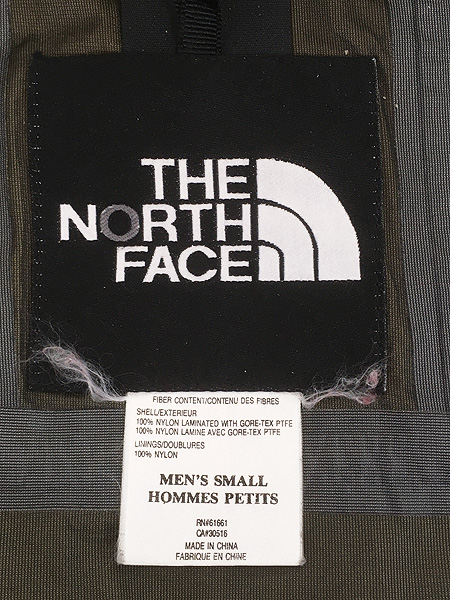 THE
NORTH
FACE
FIBER CONTENT/CONTENU DES FIBRES
SHELL/EXTERIEUR
100% NYLON LAMINATED WITH GORE-TEX PTFE
100% NYLON LAMINE AVEC GORE-TEX PTFE
LININGS/DOUBLURES
100% NYLON
MEN'S SMALL
HOMMES PETITS
RN#61661
CA#30516
MADE IN CHINA
FABRIQUE EN CHINE